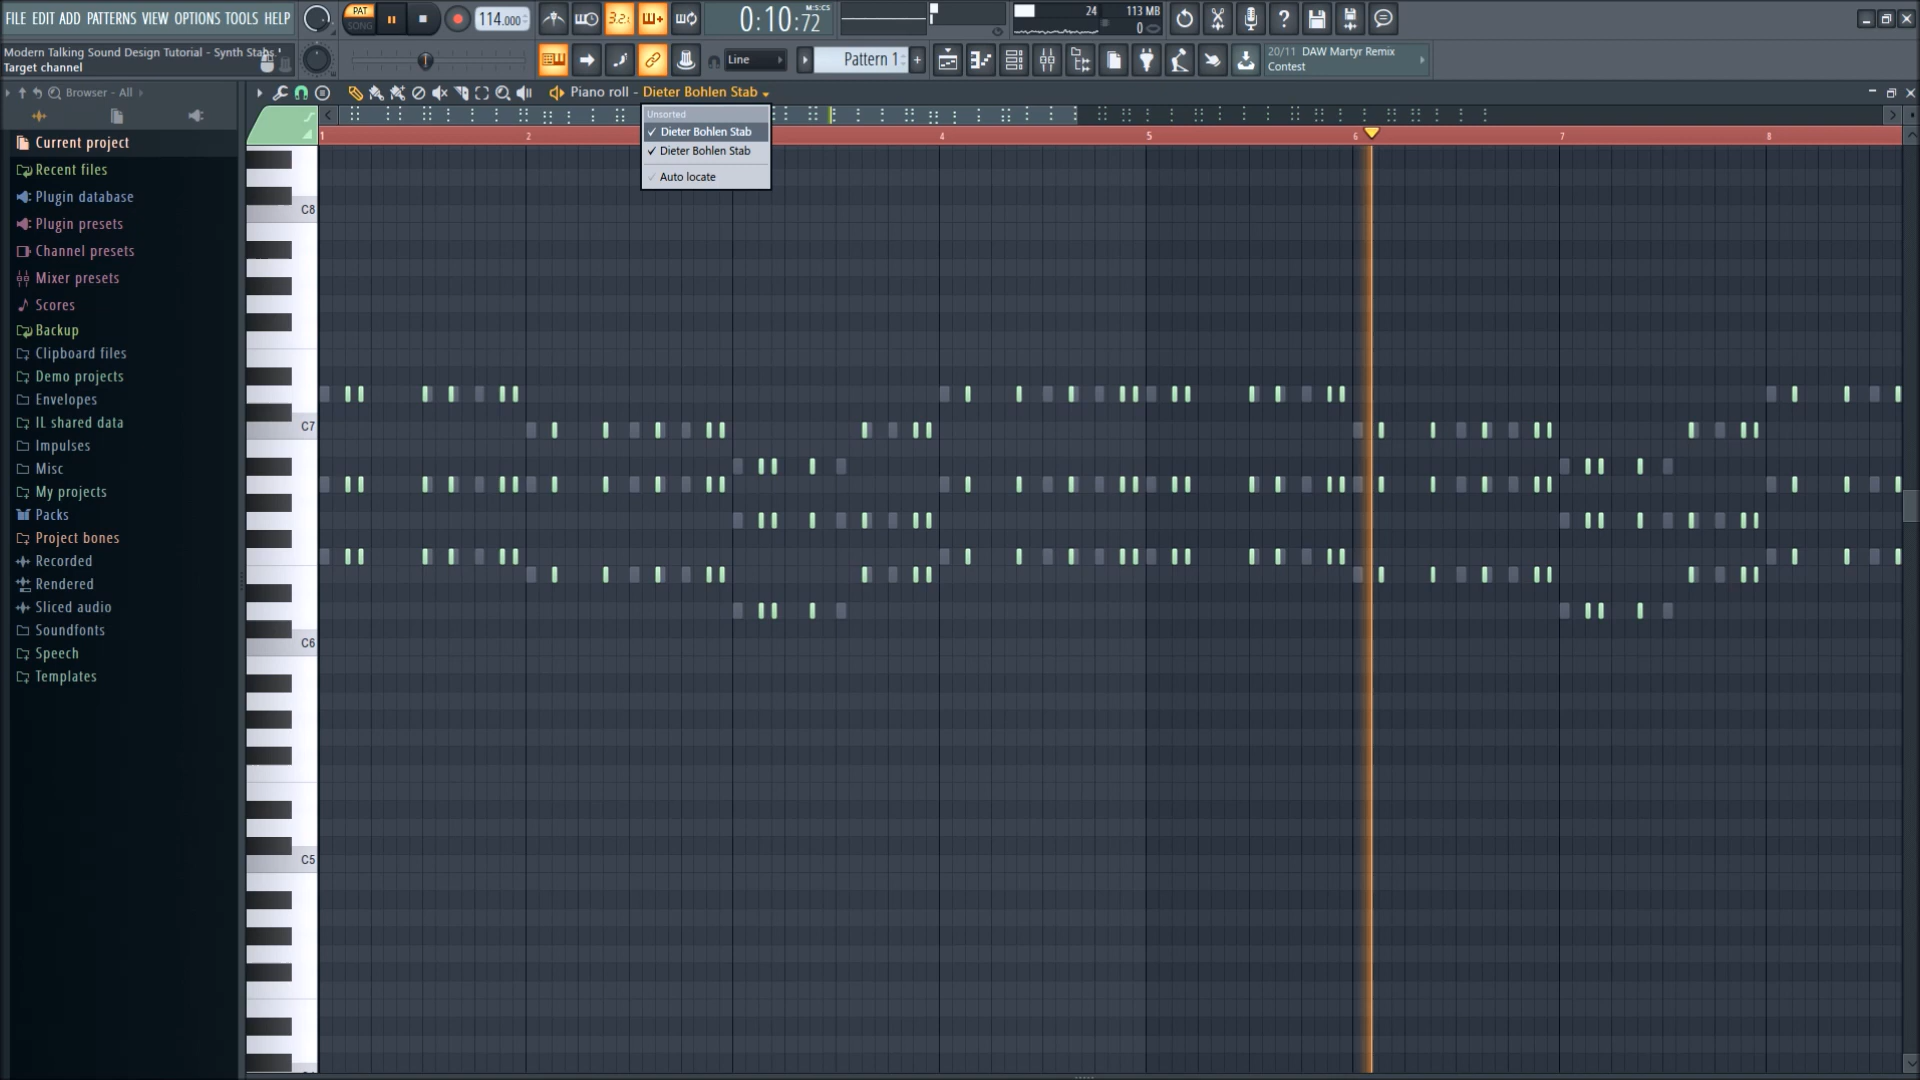 FILE EDIT ADD PATTERNS VIEW OPTIONS TOOLS HELP
PAT
SONG
114.000
3.2
0:10:72
M:S:CS
24
113 MB
0
Modern Talking Sound Design Tutorial - Synth Stabs
Target channel
Line
Pattern 1
20/11 DAW Martyr Remix
Contest
Browser - All
Piano roll - Dieter Bohlen Stab
Unsorted
Dieter Bohlen Stab
Dieter Bohlen Stab
Auto locate
1
2
4
5
6
7
8
Current project
Recent files
Plugin database
Plugin presets
Channel presets
Mixer presets
Scores
Backup
Clipboard files
Demo projects
Envelopes
IL shared data
Impulses
Misc
My projects
Packs
Project bones
Recorded
Rendered
Sliced audio
Soundfonts
Speech
Templates
C8
C7
C6
C5